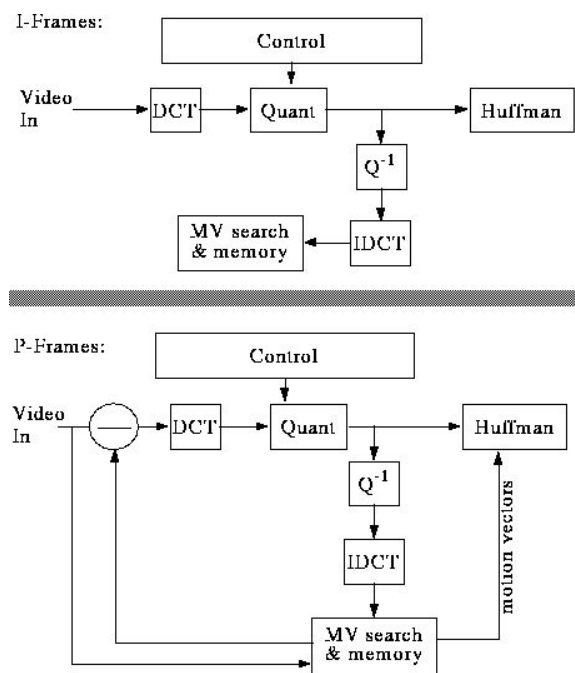 I-Frames:
Control
Video
In
DCT
Quant
Huffman
Q-1
IDCT
MV search
& memory
P-Frames:
Control
Video
In
DCT
Quant
Huffman
Q-1
IDCT
motion vectors
MV search
& memory